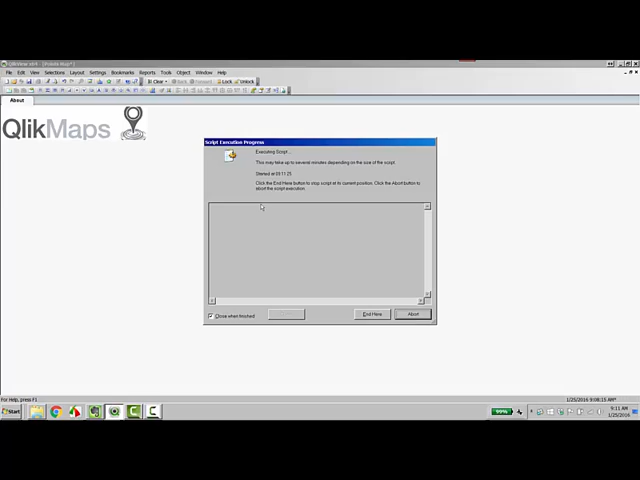 QlikView x64 - [Points Map*]
File Edit View Selections Layout Settings Bookmarks Reports Tools Object Window Help
Clear Back Forward Lock Unlock
About
QlikMaps
Script Execution Progress
Executing Script...
This may take up to several minutes depending on the size of the script.
Started at 09:11:25
Click the End Here button to stop script at its current position. Click the Abort button to
abort the script execution.
Close when finished
End Here
Abort
For Help, press F1
1/25/2016 9:08:15 AM*
Start
99%
9:11 AM
1/25/2016